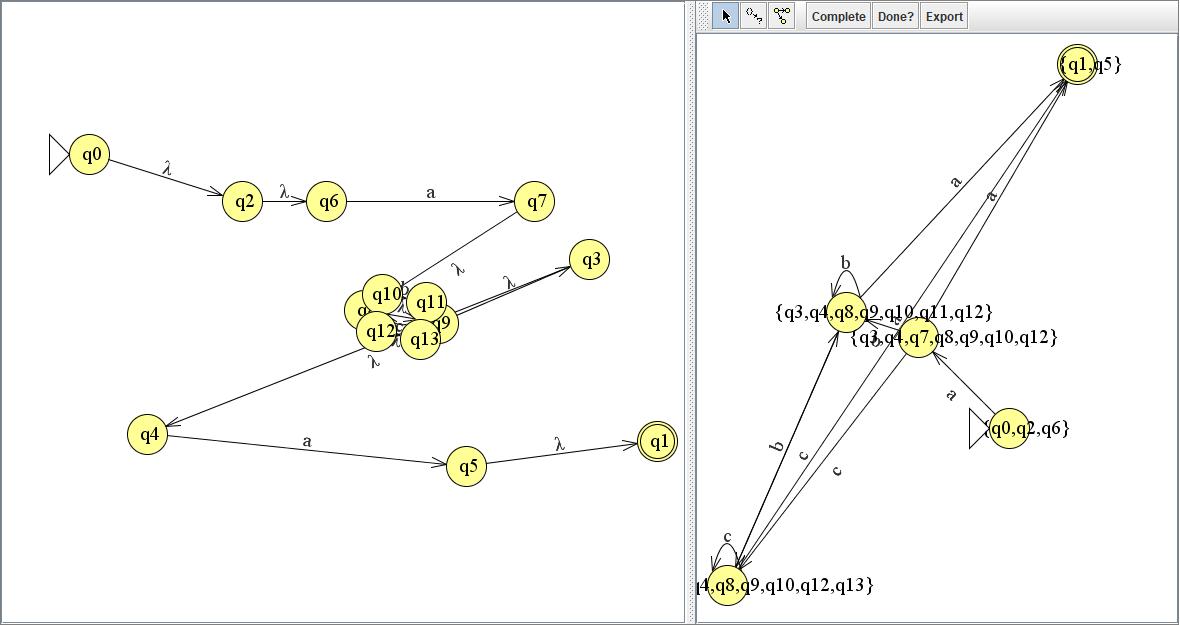 Complete
Done?
Export
q0
λ
q2
λ
q6
a
q7
λ
q3
λ
q10
b
q11
λ
q12
c
q9
q13
λ
q4
a
q5
λ
q1
{q1,q5}
a
a
b
{q3,q4,q8,q9,q10,q11,q12}
{q3,q4,q7,q8,q9,q10,q12}
b
a
{q0,q2,q6}
b
c
c
c
q4,q8,q9,q10,q12,q13}